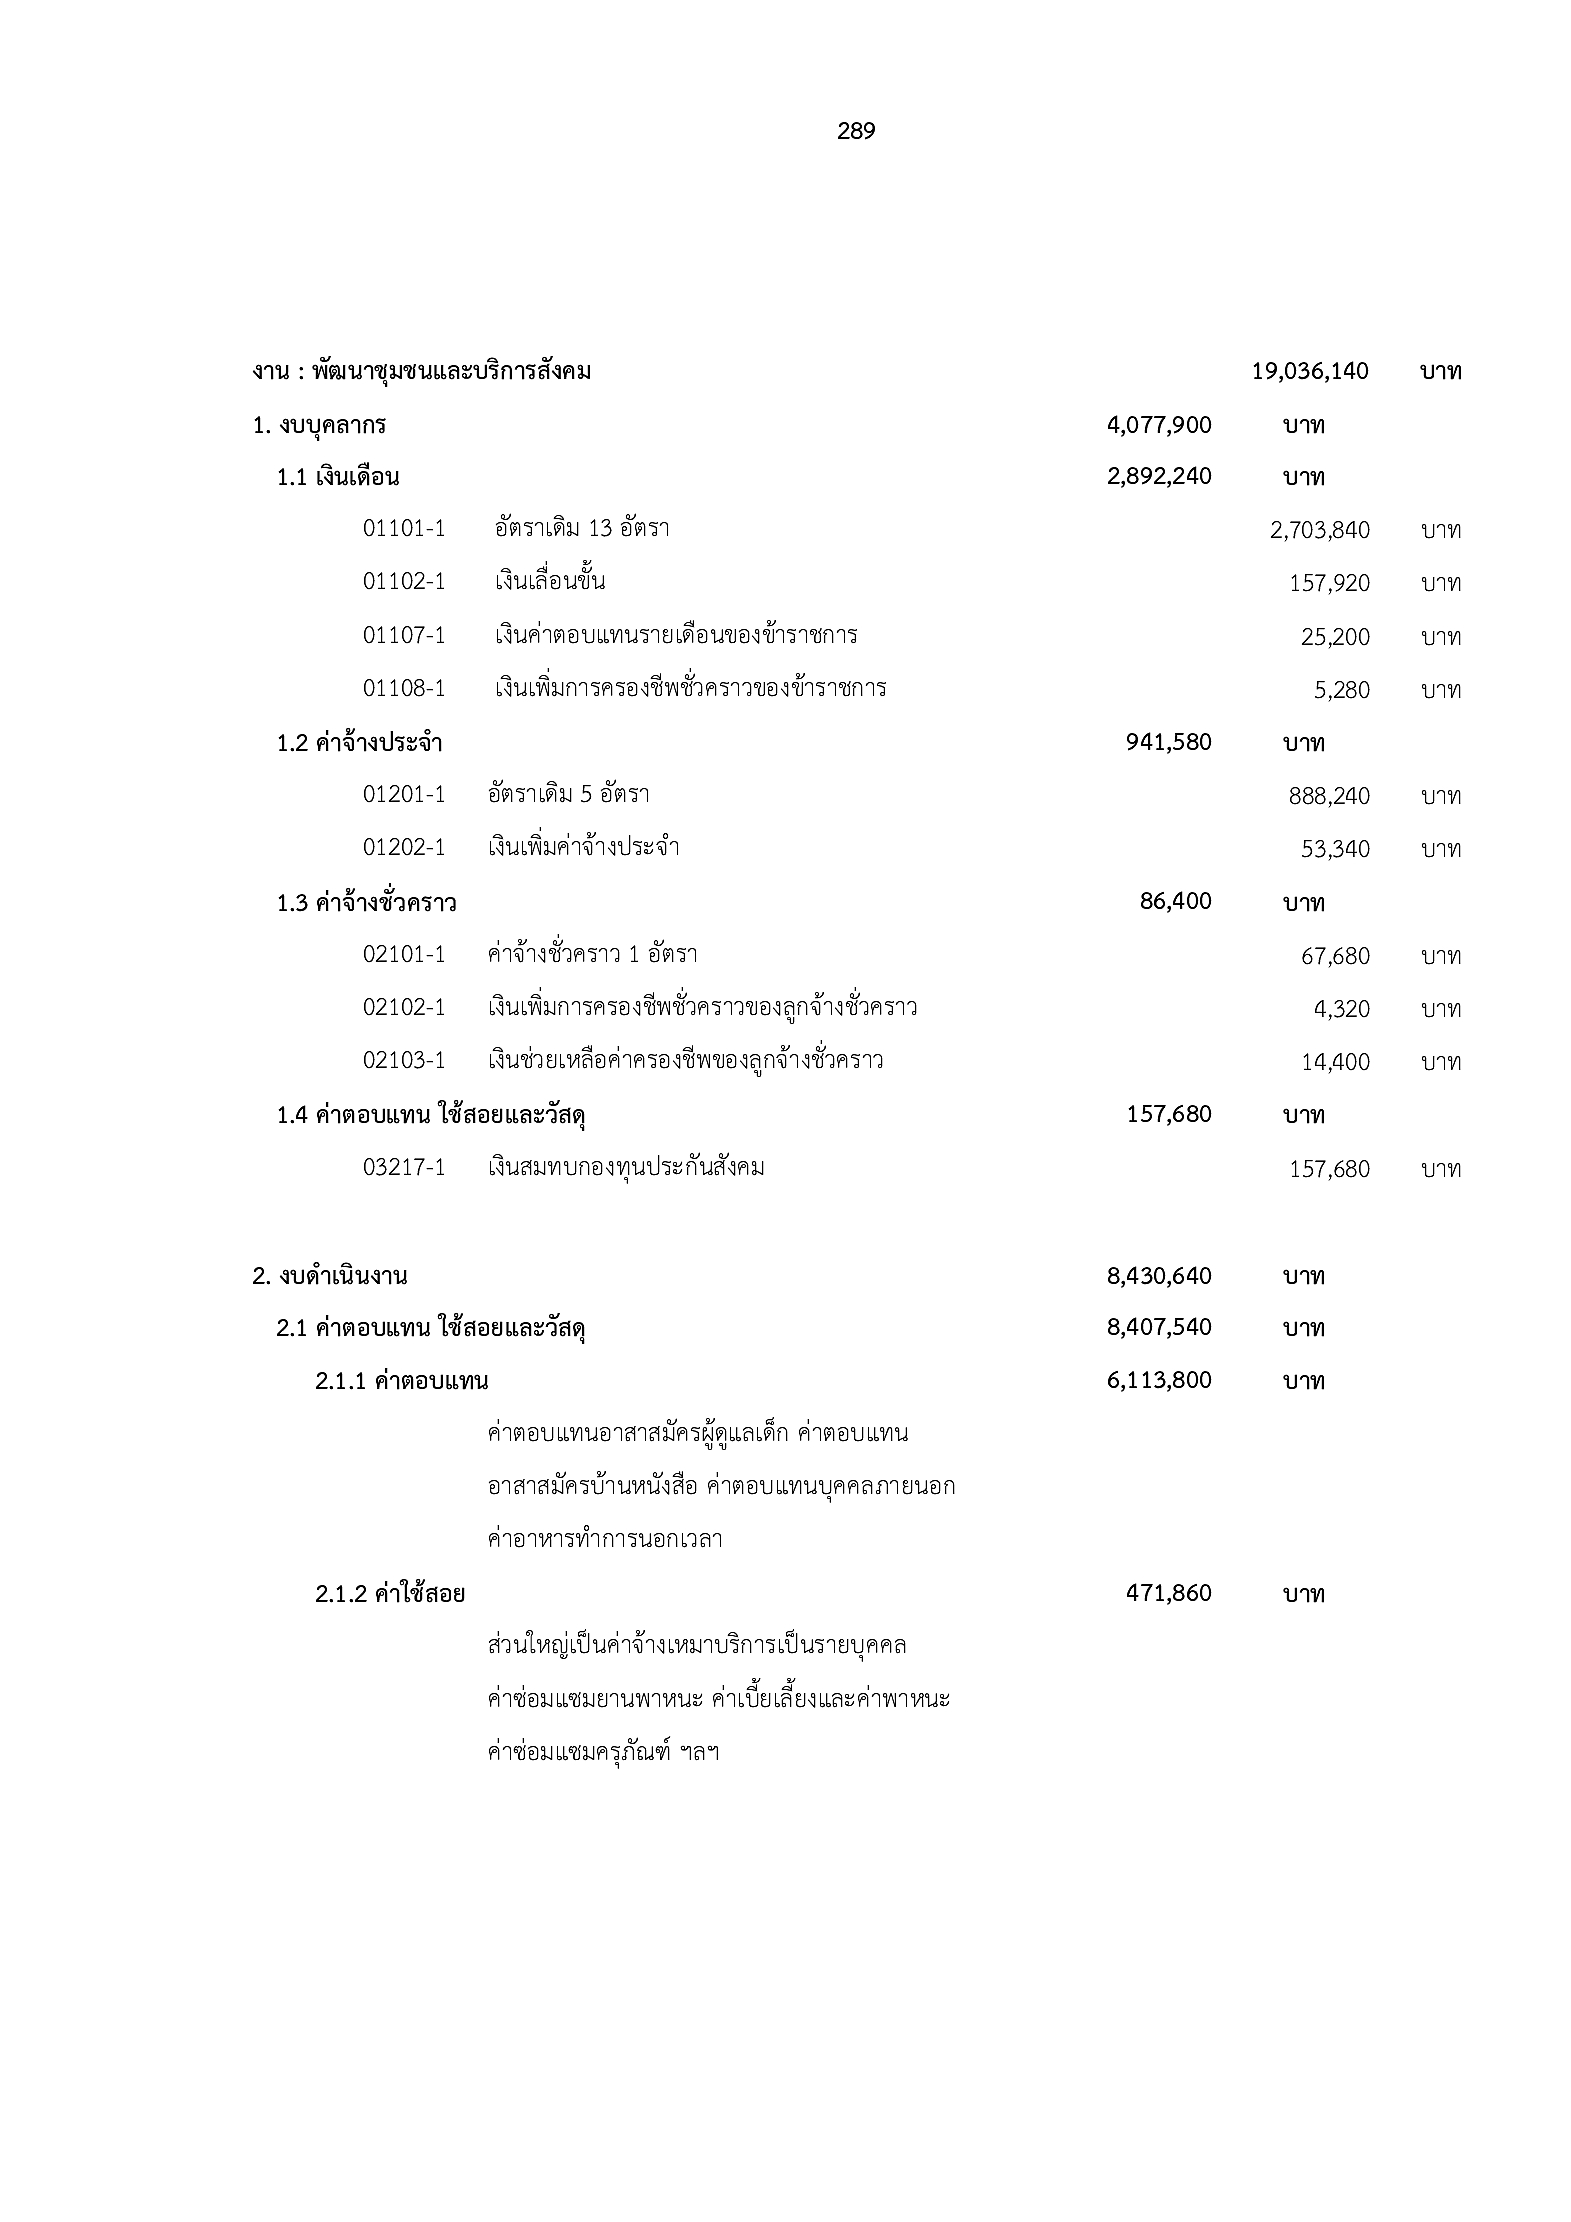 289
งาน : พัฒนาชุมชนและบริการสังคม 19,036,140 บาท
1. งบบุคลากร 4,077,900 บาท
1.1 เงินเดือน 2,892,240 บาท
01101-1 อัตราเดิม 13 อัตรา 2,703,840 บาท
01102-1 เงินเลื่อนขั้น 157,920 บาท
01107-1 เงินค่าตอบแทนรายเดือนของข้าราชการ 25,200 บาท
01108-1 เงินเพิ่มการครองชีพชั่วคราวของข้าราชการ 5,280 บาท
1.2 ค่าจ้างประจำ 941,580 บาท
01201-1 อัตราเดิม 5 อัตรา 888,240 บาท
01202-1 เงินเพิ่มค่าจ้างประจำ 53,340 บาท
1.3 ค่าจ้างชั่วคราว 86,400 บาท
02101-1 ค่าจ้างชั่วคราว 1 อัตรา 67,680 บาท
02102-1 เงินเพิ่มการครองชีพชั่วคราวของลูกจ้างชั่วคราว 4,320 บาท
02103-1 เงินช่วยเหลือค่าครองชีพของลูกจ้างชั่วคราว 14,400 บาท
1.4 ค่าตอบแทน ใช้สอยและวัสดุ 157,680 บาท
03217-1 เงินสมทบกองทุนประกันสังคม 157,680 บาท
2. งบดำเนินงาน 8,430,640 บาท
2.1 ค่าตอบแทน ใช้สอยและวัสดุ 8,407,540 บาท
2.1.1 ค่าตอบแทน 6,113,800 บาท
ค่าตอบแทนอาสาสมัครผู้ดูแลเด็ก ค่าตอบแทน
อาสาสมัครบ้านหนังสือ ค่าตอบแทนบุคคลภายนอก
ค่าอาหารทำการนอกเวลา
2.1.2 ค่าใช้สอย 471,860 บาท
ส่วนใหญ่เป็นค่าจ้างเหมาบริการเป็นรายบุคคล
ค่าซ่อมแซมยานพาหนะ ค่าเบี้ยเลี้ยงและค่าพาหนะ
ค่าซ่อมแซมครุภัณฑ์ ฯลฯ